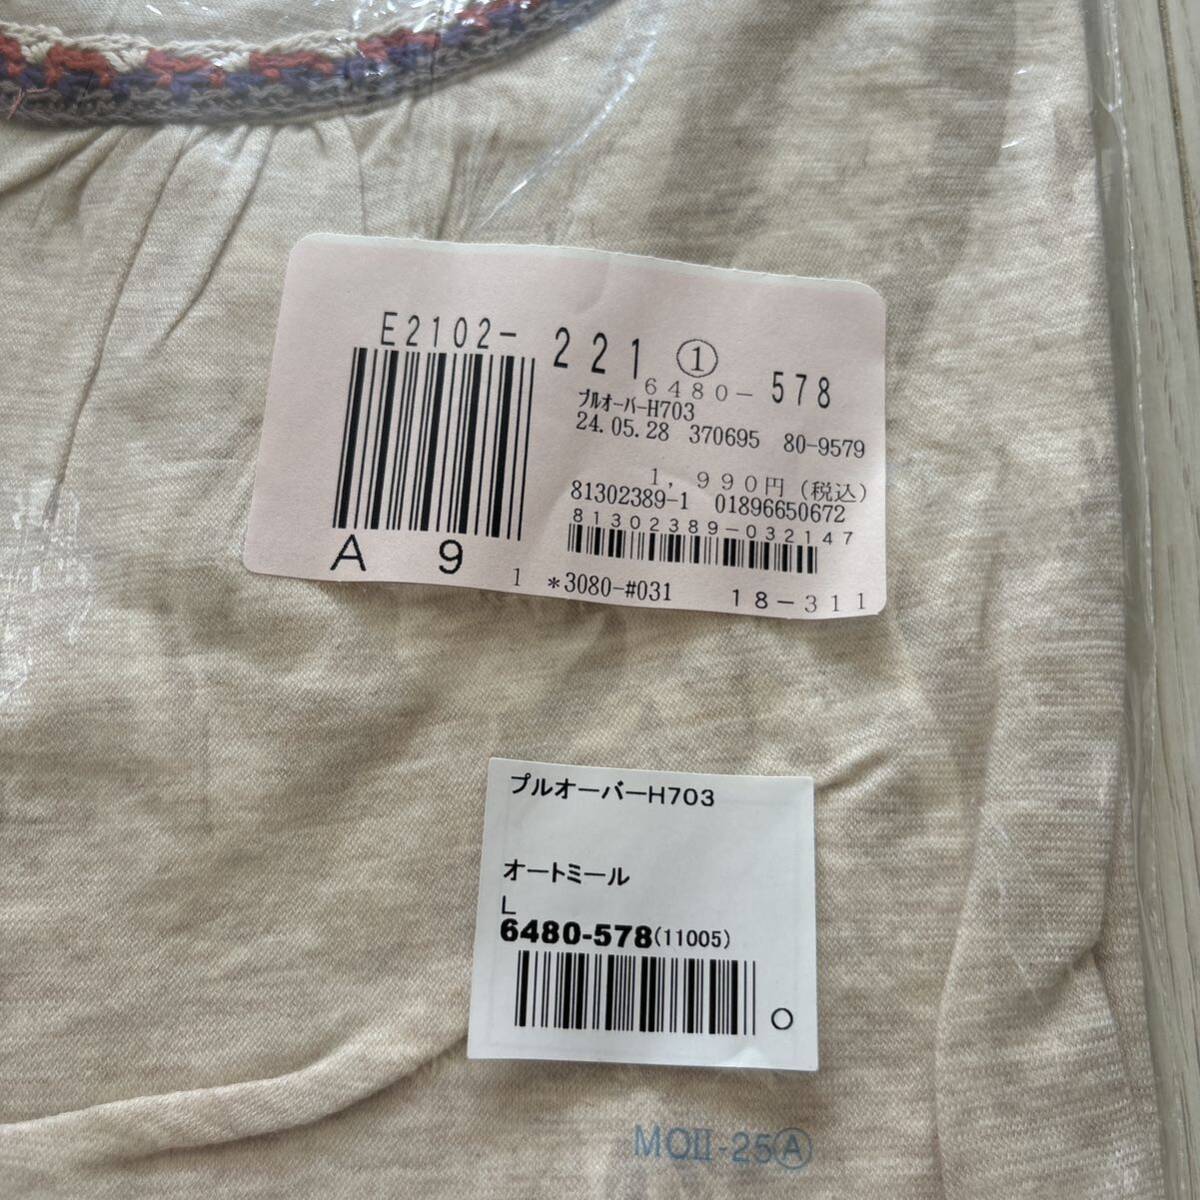 E2102-221①
6480-578
プルオーバーH703
24.05.28 370695 80-9579
1,990円(税込)
81302389-1 01896650672
81302389-032147
A 9
1 *3080-#031 18-311
プルオーバーH703
オートミール
L
6480-578(11005)
O
MOⅡ-25Ⓐ